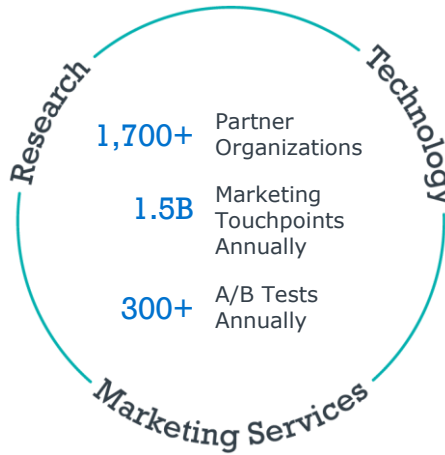 Research
Technology
1,700+
Partner
Organizations
1.5B
Marketing
Touchpoints
Annually
300+
A/B Tests
Annually
Marketing Services